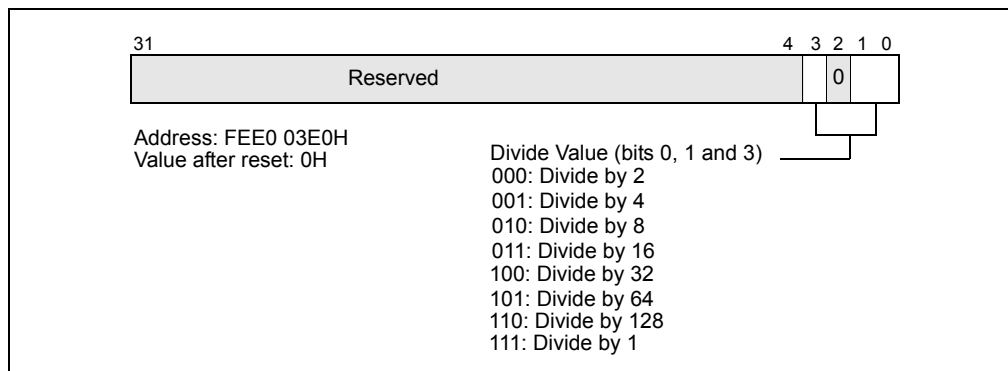 31 4 3 2 1 0
Reserved 0
Address: FEE0 03E0H
Value after reset: 0H
Divide Value (bits 0, 1 and 3)
000: Divide by 2
001: Divide by 4
010: Divide by 8
011: Divide by 16
100: Divide by 32
101: Divide by 64
110: Divide by 128
111: Divide by 1